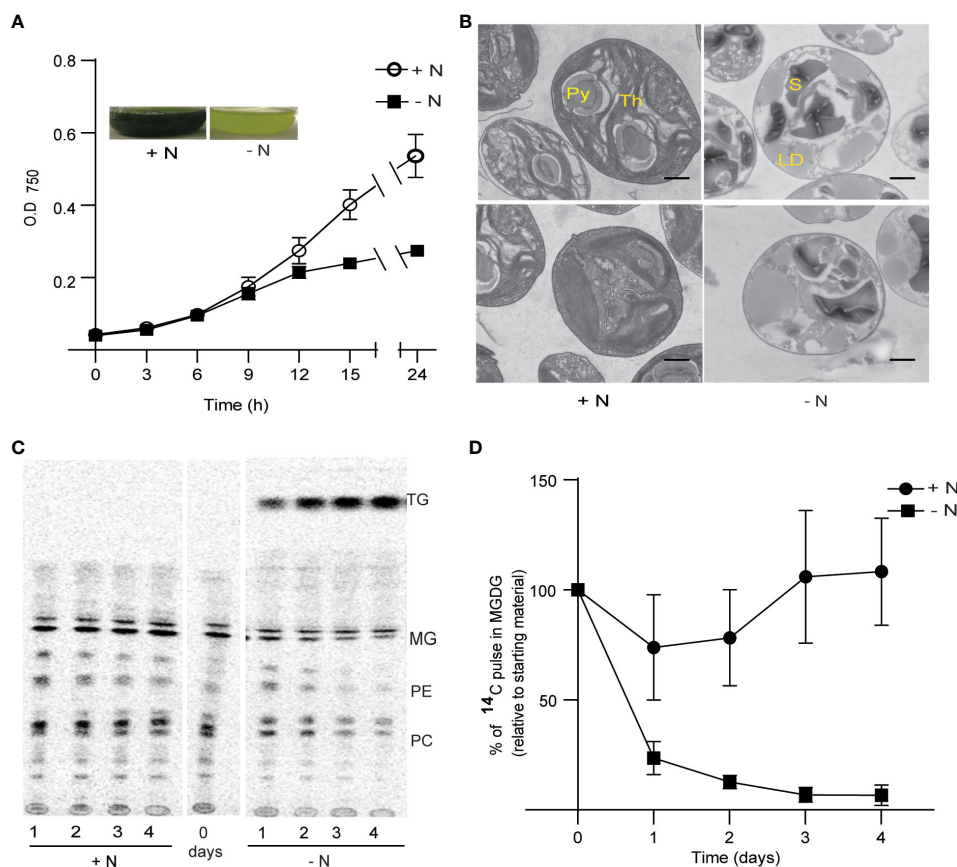 A
0.8
0.6
0.4
0.2
O.D 750
+ N
- N
+ N
- N
0
3
6
9
12
15
24
Time (h)
B
Py
Th
S
LD
+ N
- N
C
TG
MG
PE
PC
1 2 3 4 0 1 2 3 4
days
+ N
- N
D
150
100
50
% of 14C pulse in MGDG
(relative to starting material)
+ N
- N
0 1 2 3 4
Time (days)